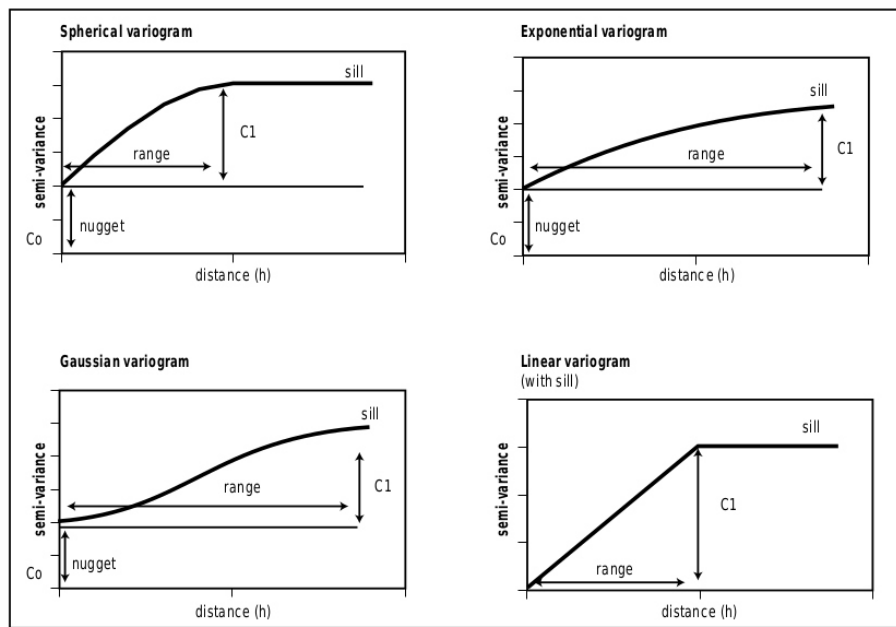 Spherical variogram
sill
C1
range
semi-variance
nugget
Co
distance (h)
Exponential variogram
sill
C1
range
semi-variance
nugget
Co
distance (h)
Gaussian variogram
sill
C1
range
semi-variance
nugget
Co
distance (h)
Linear variogram
(with sill)
sill
C1
semi-variance
range
distance (h)